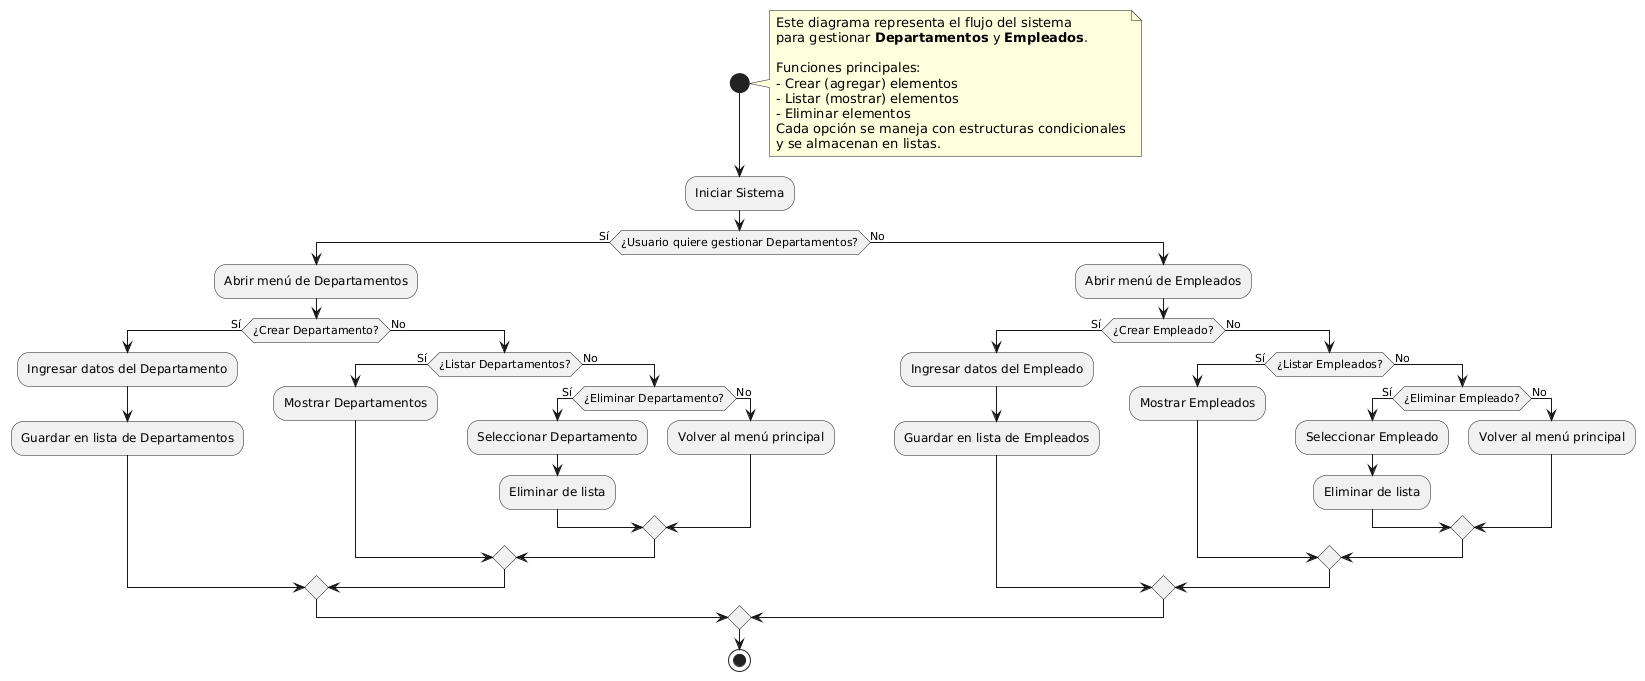 Este diagrama representa el flujo del sistema
para gestionar Departamentos y Empleados.
Funciones principales:
- Crear (agregar) elementos
- Listar (mostrar) elementos
- Eliminar elementos
Cada opción se maneja con estructuras condicionales
y se almacenan en listas.
Iniciar Sistema
Sí
¿Usuario quiere gestionar Departamentos?
No
Abrir menú de Departamentos
Sí
¿Crear Departamento?
No
Ingresar datos del Departamento
Guardar en lista de Departamentos
Sí
¿Listar Departamentos?
No
Mostrar Departamentos
Sí
¿Eliminar Departamento?
No
Seleccionar Departamento
Eliminar de lista
Volver al menú principal
Abrir menú de Empleados
Sí
¿Crear Empleado?
No
Ingresar datos del Empleado
Guardar en lista de Empleados
Sí
¿Listar Empleados?
No
Mostrar Empleados
Sí
¿Eliminar Empleado?
No
Seleccionar Empleado
Eliminar de lista
Volver al menú principal